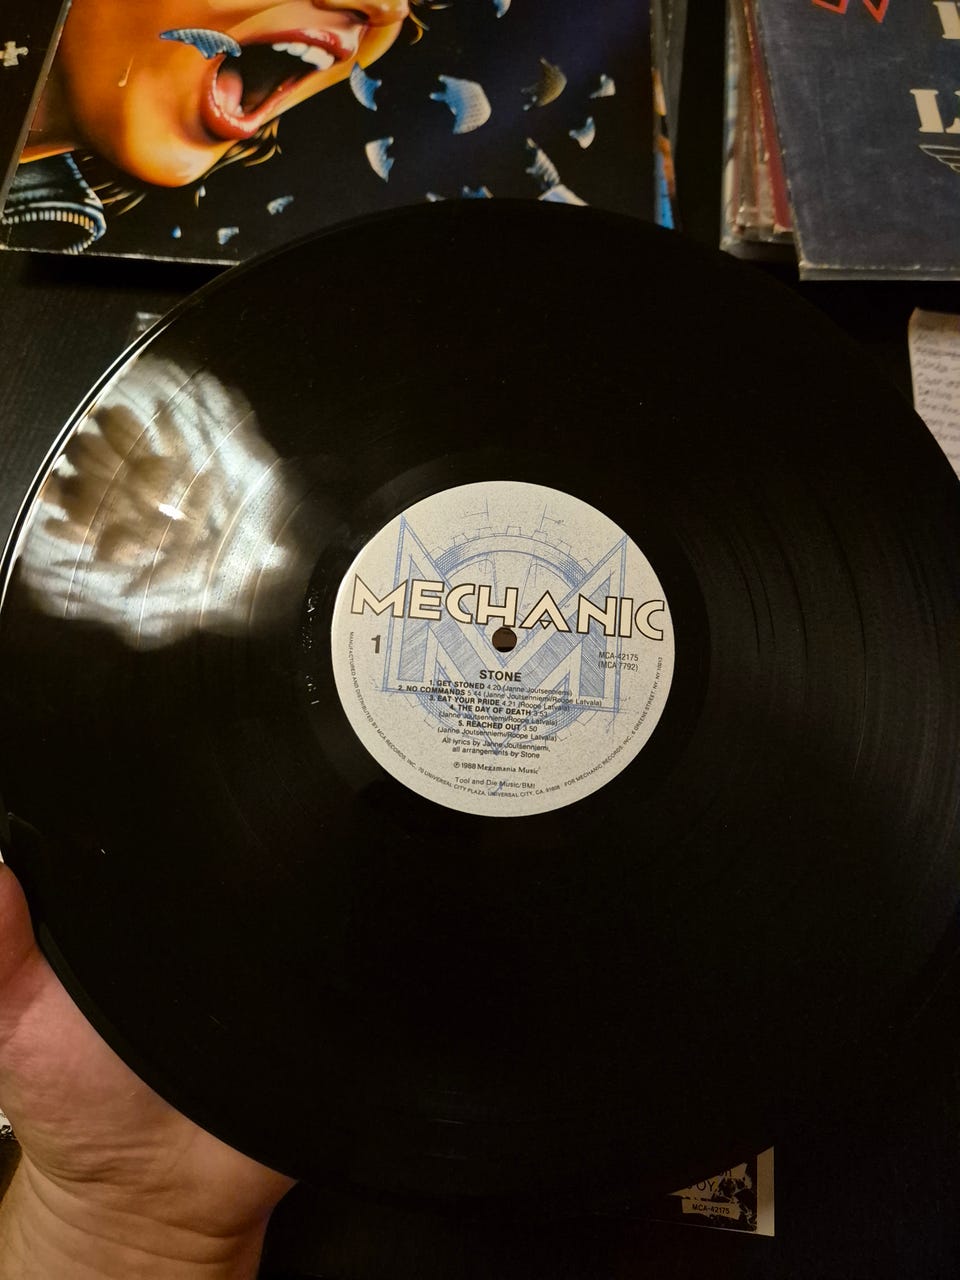 MECHANIC
1
MCA-42175
(MCA 7792)
STONE
1. GET STONED 4.20 (Janne Joutsenniemi)
2. NO COMMANDS 5.44 (Janne Joutsenniemi/Roope Latvala)
3. EAT YOUR PRIDE 4.21 (Roope Latvala)
4. THE DAY OF DEATH 3.53
(Janne Joutsenniemi/Roope Latvala)
5. REACHED OUT 3.50
(Janne Joutsenniemi/Roope Latvala)
All lyrics by Janne Joutsenniemi,
all arrangements by Stone
℗ 1988 Megamania Music
Tool and Die Music/BMI
MANUFACTURED AND DISTRIBUTED BY MCA RECORDS, INC. 70 UNIVERSAL CITY PLAZA, UNIVERSAL CITY, CA. 91608 FOR MECHANIC RECORDS, INC. 6 GREENE STREET, NY, NY 10013
MCA-42175